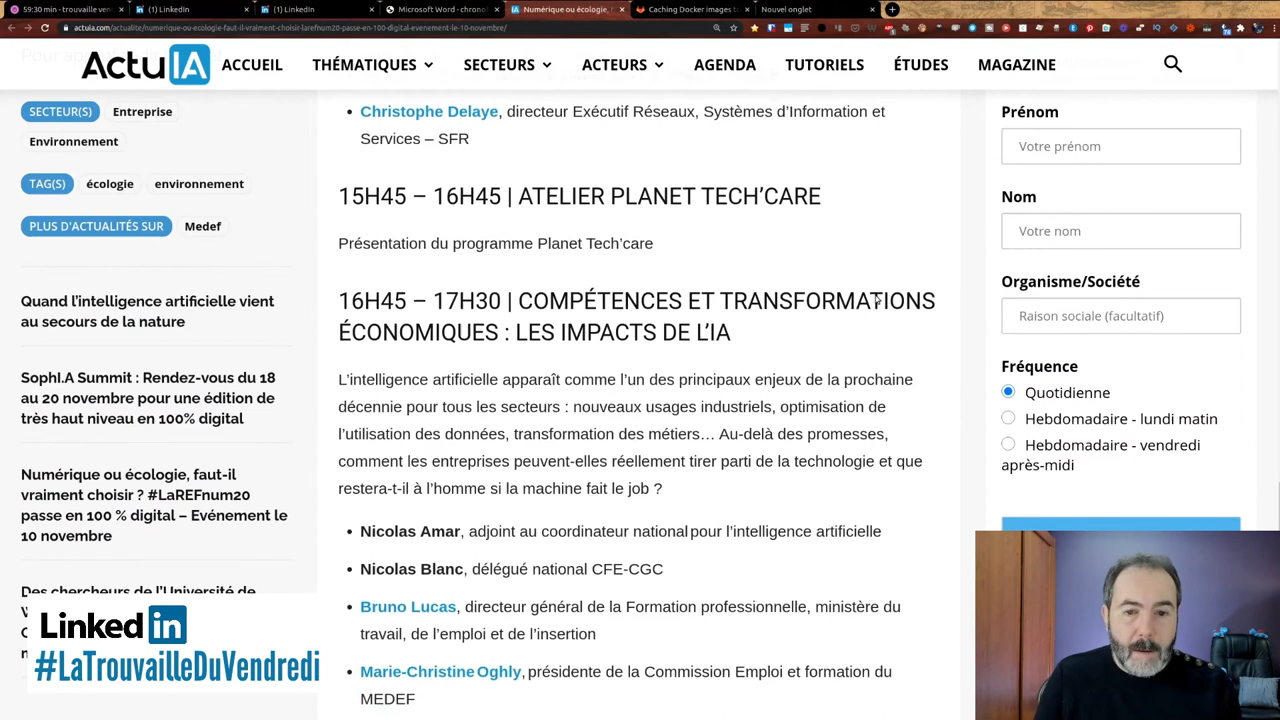 59:30 min - trouvaille ven
(1) LinkedIn
(1) LinkedIn
Microsoft Word - chronol
Numérique ou écologie, f
Caching Docker images to
Nouvel onglet
actuia.com/actualite/numerique-ou-ecologie-faut-il-vraiment-choisir-larefnum20-passe-en-100-digital-evenement-le-10-novembre/
ActuIA
ACCUEIL
THÉMATIQUES
SECTEURS
ACTEURS
AGENDA
TUTORIELS
ÉTUDES
MAGAZINE
SECTEUR(S) Entreprise
Environnement
TAG(S) écologie environnement
PLUS D'ACTUALITÉS SUR Medef
Quand l’intelligence artificielle vient
au secours de la nature
SophI.A Summit : Rendez-vous du 18
au 20 novembre pour une édition de
très haut niveau en 100% digital
Numérique ou écologie, faut-il
vraiment choisir ? #LaREFnum20
passe en 100 % digital – Evénement le
10 novembre
Des chercheurs de l’Université de
Christophe Delaye, directeur Exécutif Réseaux, Systèmes d’Information et
Services – SFR
15H45 – 16H45 | ATELIER PLANET TECH’CARE
Présentation du programme Planet Tech’care
16H45 – 17H30 | COMPÉTENCES ET TRANSFORMATIONS
ÉCONOMIQUES : LES IMPACTS DE L’IA
L’intelligence artificielle apparaît comme l’un des principaux enjeux de la prochaine
décennie pour tous les secteurs : nouveaux usages industriels, optimisation de
l’utilisation des données, transformation des métiers… Au-delà des promesses,
comment les entreprises peuvent-elles réellement tirer parti de la technologie et que
restera-t-il à l’homme si la machine fait le job ?
Nicolas Amar, adjoint au coordinateur national pour l’intelligence artificielle
Nicolas Blanc, délégué national CFE-CGC
Bruno Lucas, directeur général de la Formation professionnelle, ministère du
travail, de l’emploi et de l’insertion
Marie-Christine Oghly, présidente de la Commission Emploi et formation du
MEDEF
Prénom
Votre prénom
Nom
Votre nom
Organisme/Société
Raison sociale (facultatif)
Fréquence
Quotidienne
Hebdomadaire - lundi matin
Hebdomadaire - vendredi
après-midi
Linked in
#LaTrouvailleDuVendredi